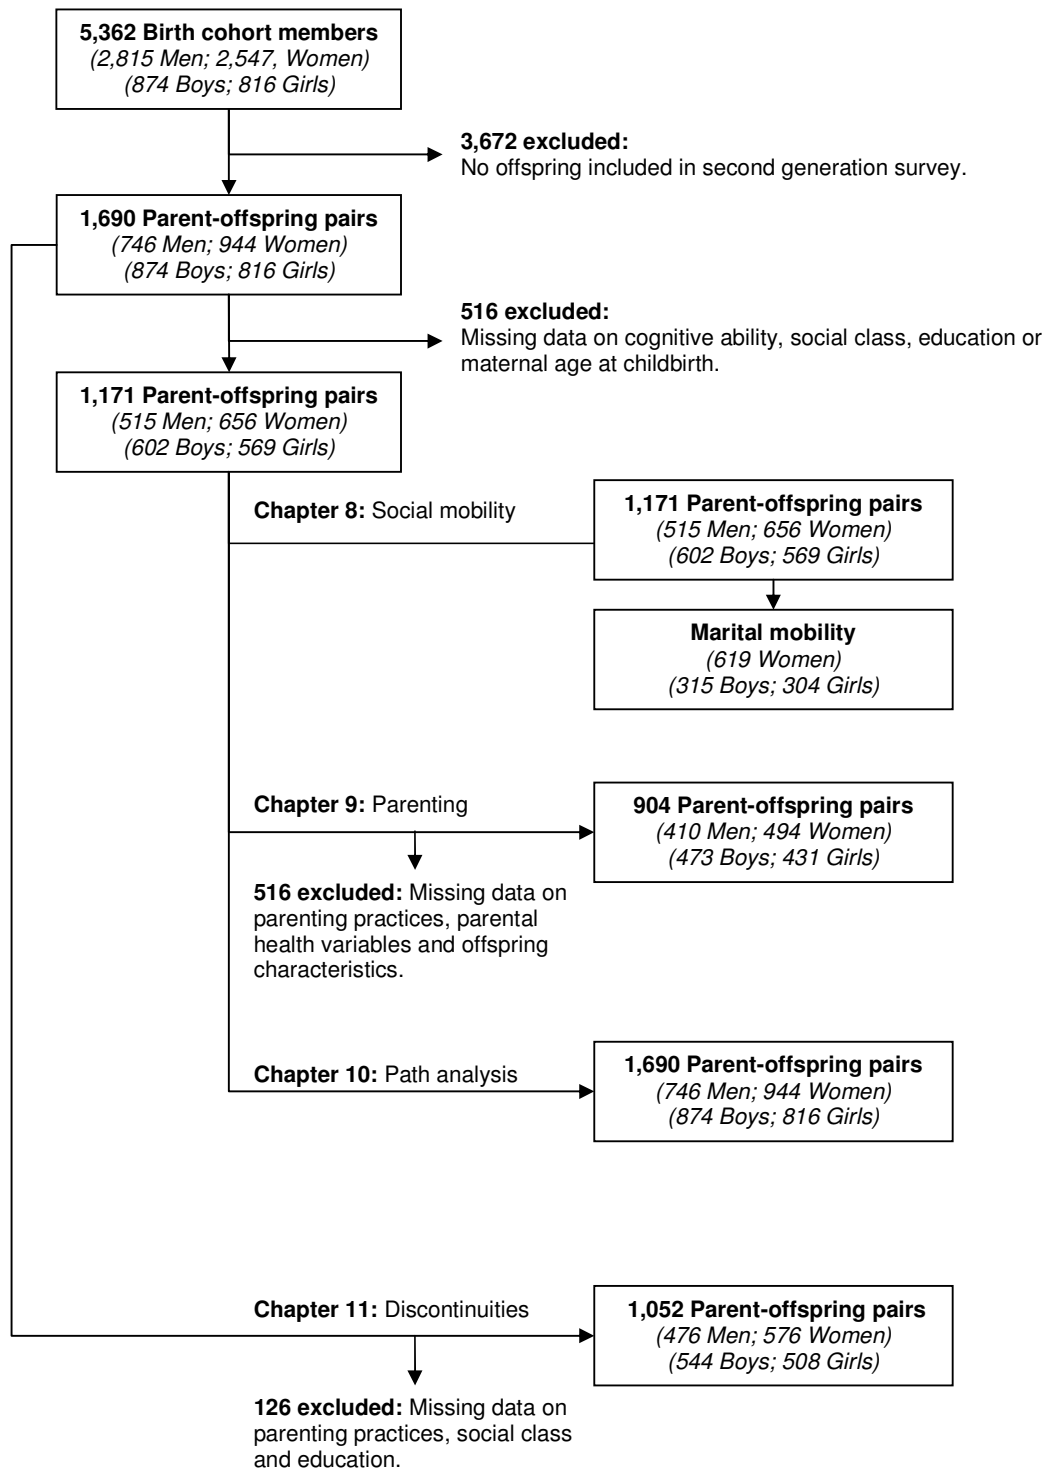 5,362 Birth cohort members
(2,815 Men; 2,547, Women)
(874 Boys; 816 Girls)
3,672 excluded:
No offspring included in second generation survey.
1,690 Parent-offspring pairs
(746 Men; 944 Women)
(874 Boys; 816 Girls)
516 excluded:
Missing data on cognitive ability, social class, education or
maternal age at childbirth.
1,171 Parent-offspring pairs
(515 Men; 656 Women)
(602 Boys; 569 Girls)
Chapter 8: Social mobility
1,171 Parent-offspring pairs
(515 Men; 656 Women)
(602 Boys; 569 Girls)
Marital mobility
(619 Women)
(315 Boys; 304 Girls)
Chapter 9: Parenting
904 Parent-offspring pairs
(410 Men; 494 Women)
(473 Boys; 431 Girls)
516 excluded: Missing data on
parenting practices, parental
health variables and offspring
characteristics.
Chapter 10: Path analysis
1,690 Parent-offspring pairs
(746 Men; 944 Women)
(874 Boys; 816 Girls)
Chapter 11: Discontinuities
1,052 Parent-offspring pairs
(476 Men; 576 Women)
(544 Boys; 508 Girls)
126 excluded: Missing data on
parenting practices, social class
and education.